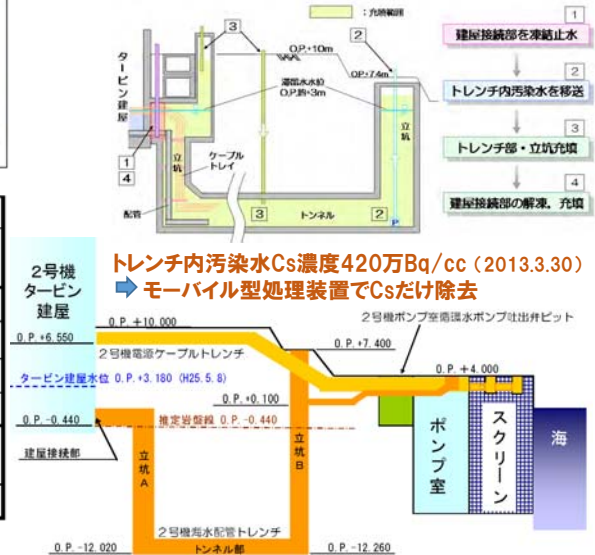 ：充填範囲
1
建屋接続部を凍結止水
2
トレンチ内汚染水を移送
3
トレンチ部・立坑充填
4
建屋接続部の解凍，充填
3
2
O.P.+10m
O.P.+7.4m
滞留水水位
O.P.約+3m
タービン建屋
立坑
ケーブル
トレイ
立坑
1
4
配管
3
トンネル
2
P
トレンチ内汚染水Cs濃度420万Bq/cc（2013.3.30）
モーバイル型処理装置でCsだけ除去
2号機
タービン
建屋
2号機ポンプ室循環水ポンプ吐出弁ピット
O.P.+10.000
O.P.+7.400
O.P.+6.550
2号機電源ケーブルトレンチ
O.P.+4.000
タービン建屋水位 O.P.+3.180（H25.5.8）
O.P.+0.100
O.P.-0.440
推定岩盤線 O.P.-0.440
建屋接続部
立坑A
立坑B
ポンプ室
スクリーン
海
2号機海水配管トレンチ
O.P.-12.020
トンネル部
O.P.-12.260